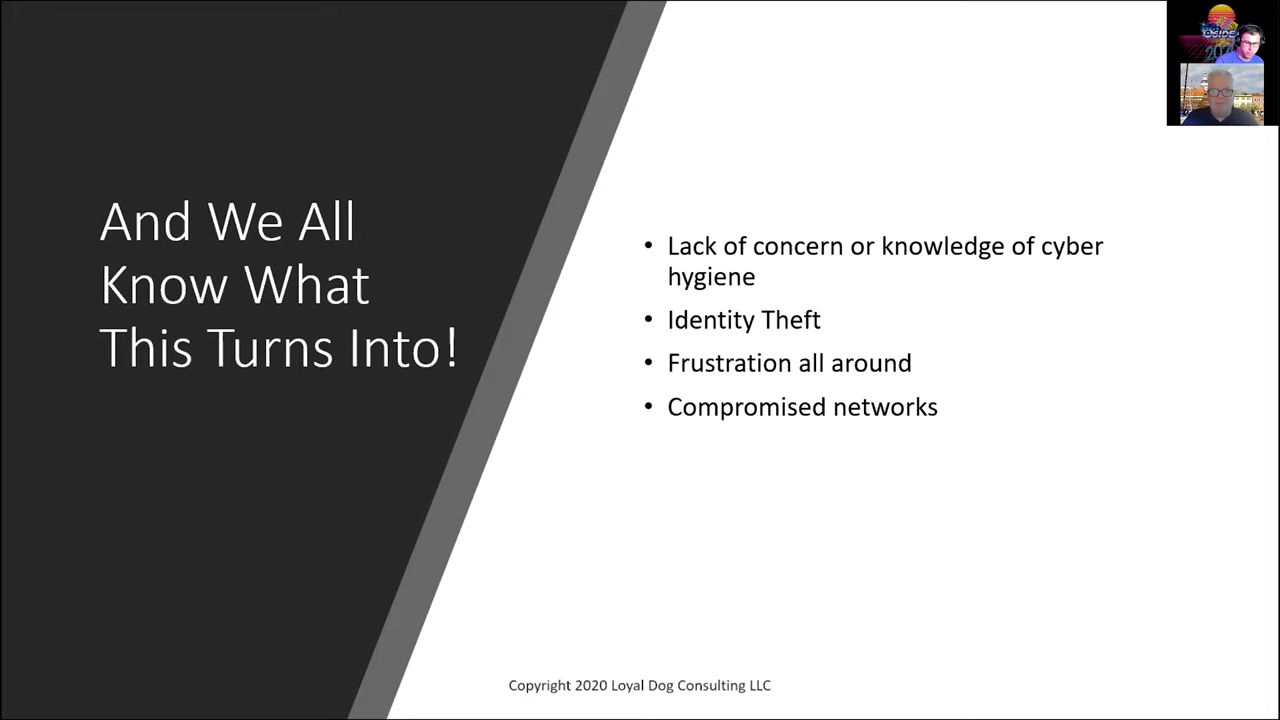 And We All
Know What
This Turns Into!
• Lack of concern or knowledge of cyber
hygiene
• Identity Theft
• Frustration all around
• Compromised networks
Copyright 2020 Loyal Dog Consulting LLC